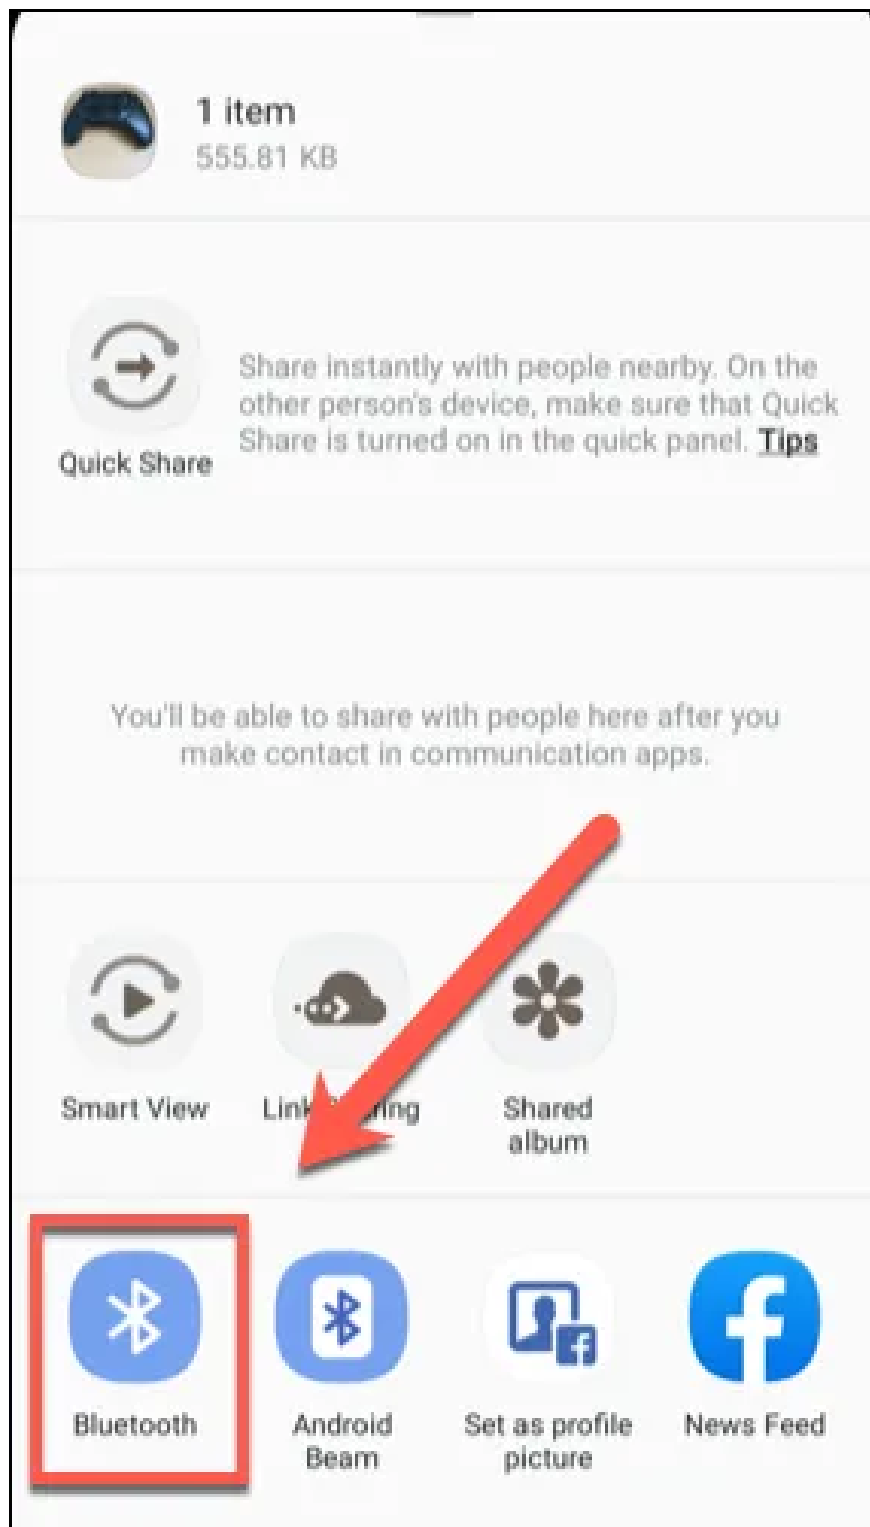 1 item
555.81 KB
Share instantly with people nearby. On the
other person's device, make sure that Quick
Share is turned on in the quick panel. Tips
Quick Share
You'll be able to share with people here after you
make contact in communication apps.
Smart View
Shared
album
Bluetooth
Android
Beam
Set as profile
picture
News Feed